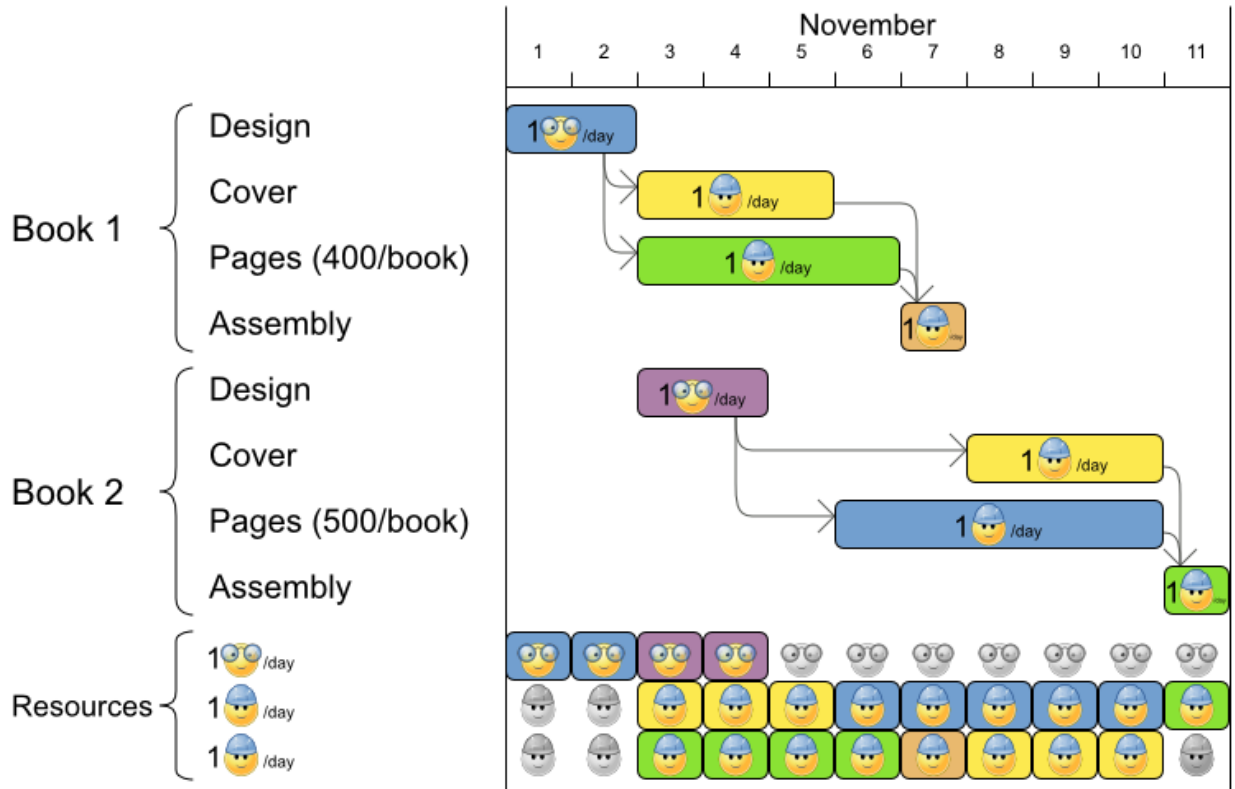 November
1 2 3 4 5 6 7 8 9 10 11
Book 1
Design
1 /day
Cover
1 /day
Pages (400/book)
1 /day
Assembly
1 /day
Book 2
Design
1 /day
Cover
1 /day
Pages (500/book)
1 /day
Assembly
1 /day
Resources
1 /day
1 /day
1 /day